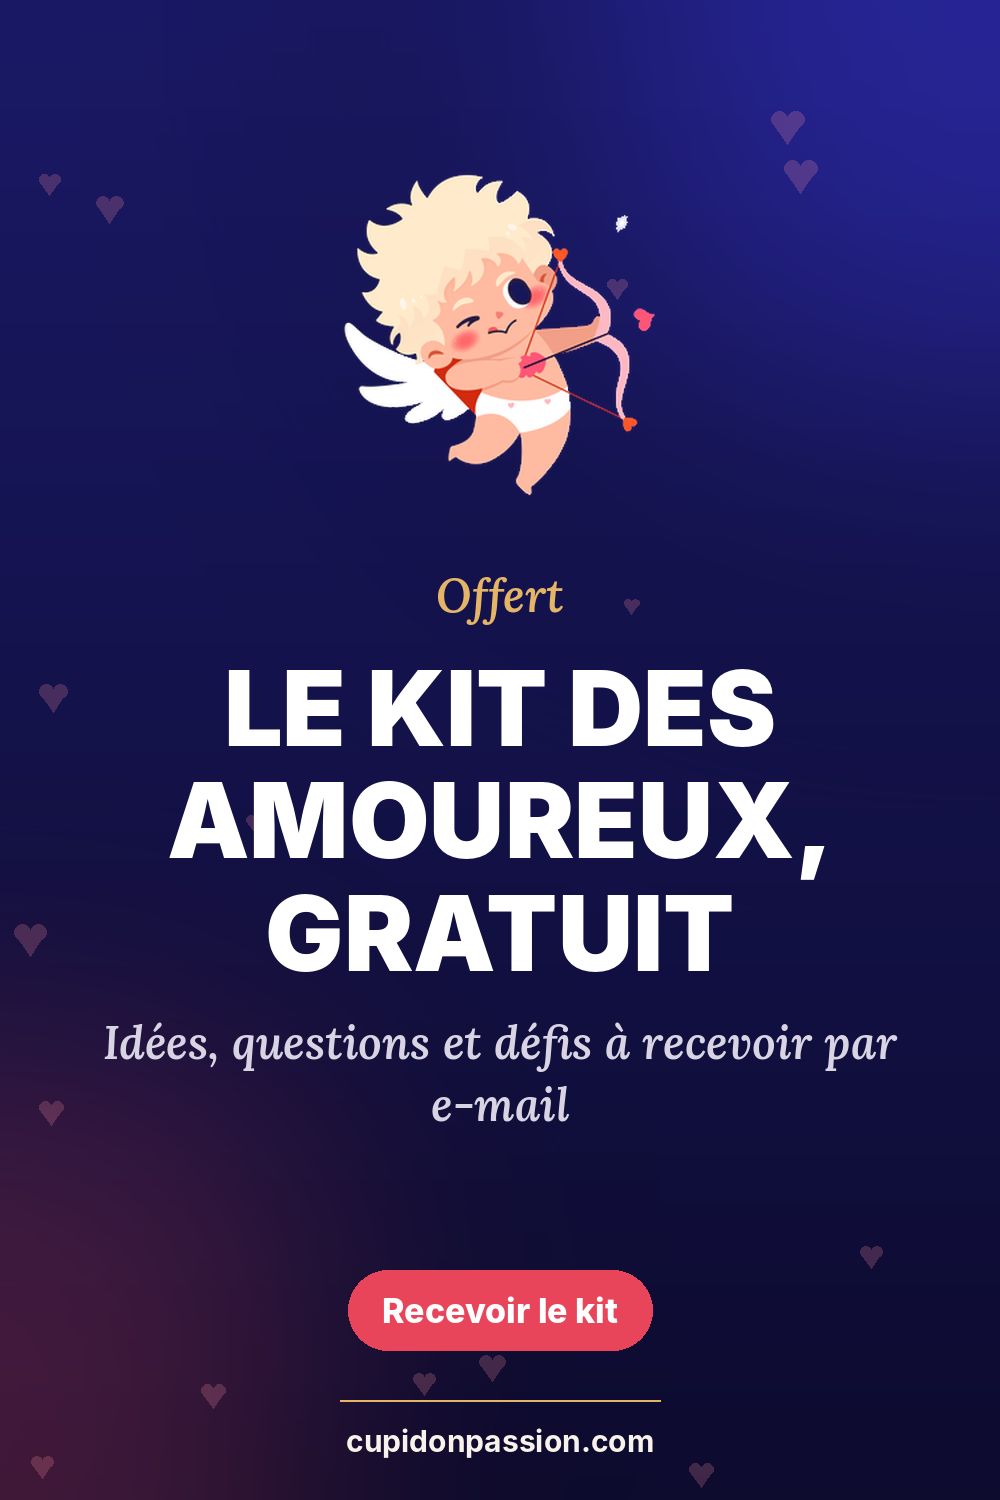 Offert
LE KIT DES
AMOUREUX,
GRATUIT
Idées, questions et défis à recevoir par
e-mail
Recevoir le kit
cupidonpassion.com